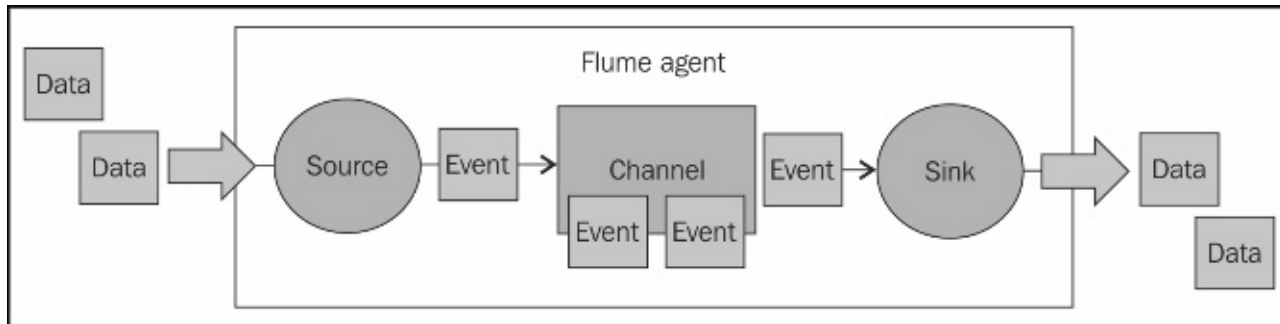 Flume agent
Data
Data
Source
Event
Channel
Event
Event
Event
Sink
Data
Data